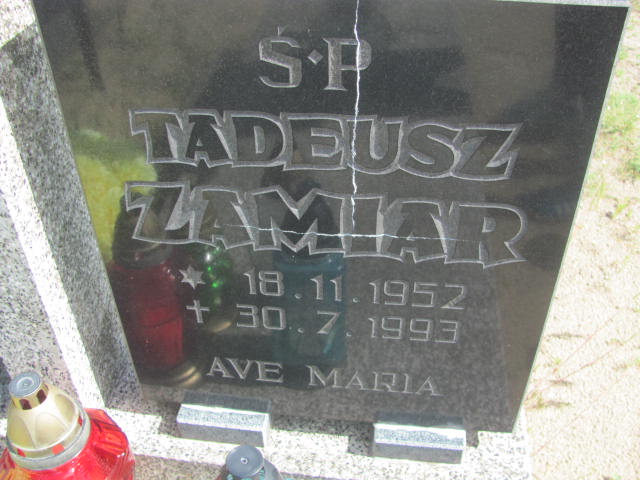 Ś·P
TADEUSZ
ZAMIAR
★ 18.11.1952
✝ 30.7.1993
AVE MARIA